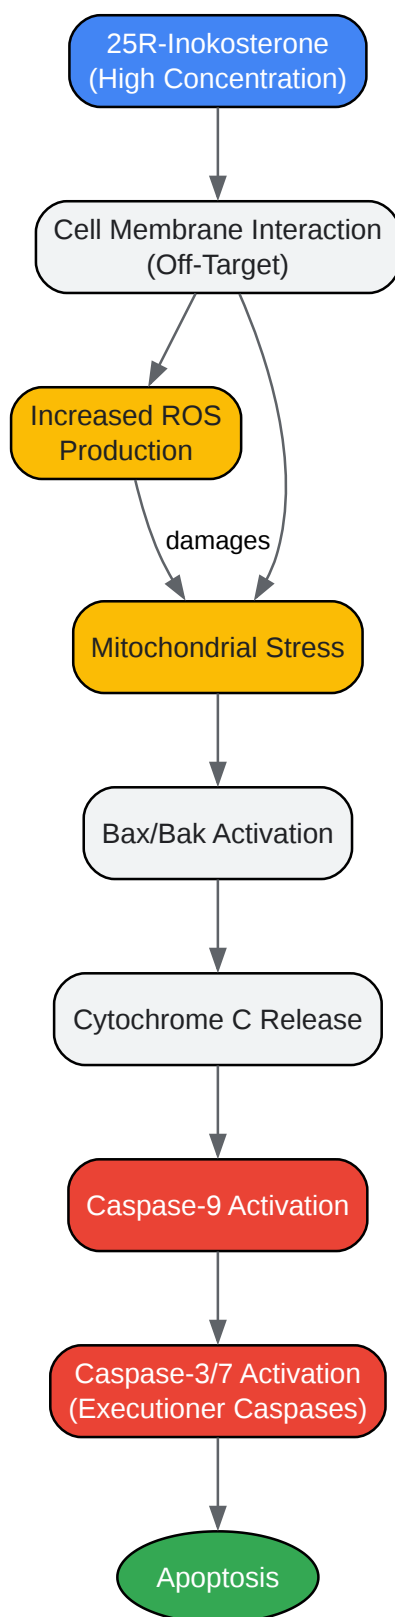 25R-Inokosterone
(High Concentration)
Cell Membrane Interaction
(Off-Target)
Increased ROS
Production
damages
Mitochondrial Stress
Bax/Bak Activation
Cytochrome C Release
Caspase-9 Activation
Caspase-3/7 Activation
(Executioner Caspases)
Apoptosis